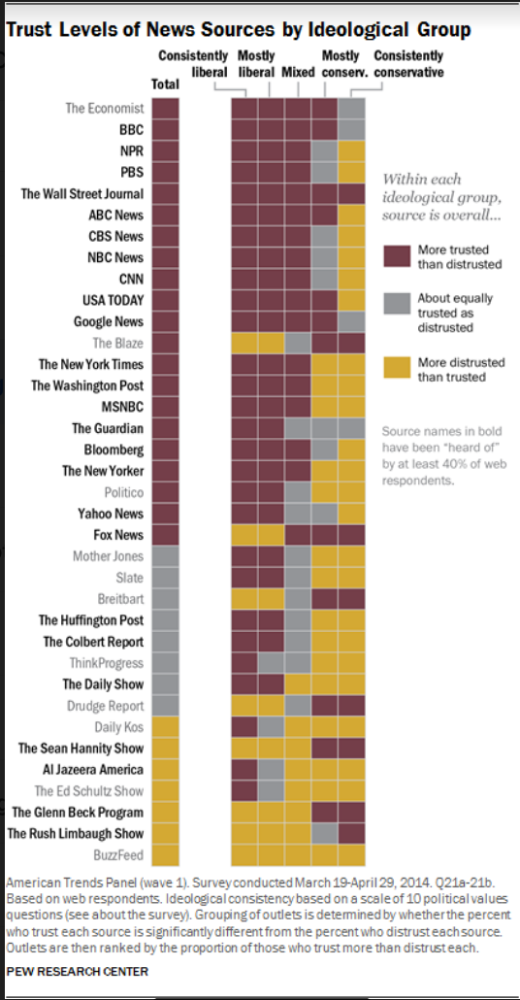 Trust Levels of News Sources by Ideological Group
Consistently Mostly Mostly Consistently
liberal liberal Mixed conserv. conservative
Total
The Economist
BBC
NPR
PBS
The Wall Street Journal
ABC News
CBS News
NBC News
CNN
USA TODAY
Google News
The Blaze
The New York Times
The Washington Post
MSNBC
The Guardian
Bloomberg
The New Yorker
Politico
Yahoo News
Fox News
Mother Jones
Slate
Breitbart
The Huffington Post
The Colbert Report
ThinkProgress
The Daily Show
Drudge Report
Daily Kos
The Sean Hannity Show
Al Jazeera America
The Ed Schultz Show
The Glenn Beck Program
The Rush Limbaugh Show
BuzzFeed
Within each
ideological group,
source is overall...
More trusted
than distrusted
About equally
trusted as
distrusted
More distrusted
than trusted
Source names in bold
have been "heard of"
by at least 40% of web
respondents.
American Trends Panel (wave 1). Survey conducted March 19-April 29, 2014. Q21a-21b.
Based on web respondents. Ideological consistency based on a scale of 10 political values
questions (see about the survey). Grouping of outlets is determined by whether the percent
who trust each source is significantly different from the percent who distrust each source.
Outlets are then ranked by the proportion of those who trust more than distrust each.
PEW RESEARCH CENTER